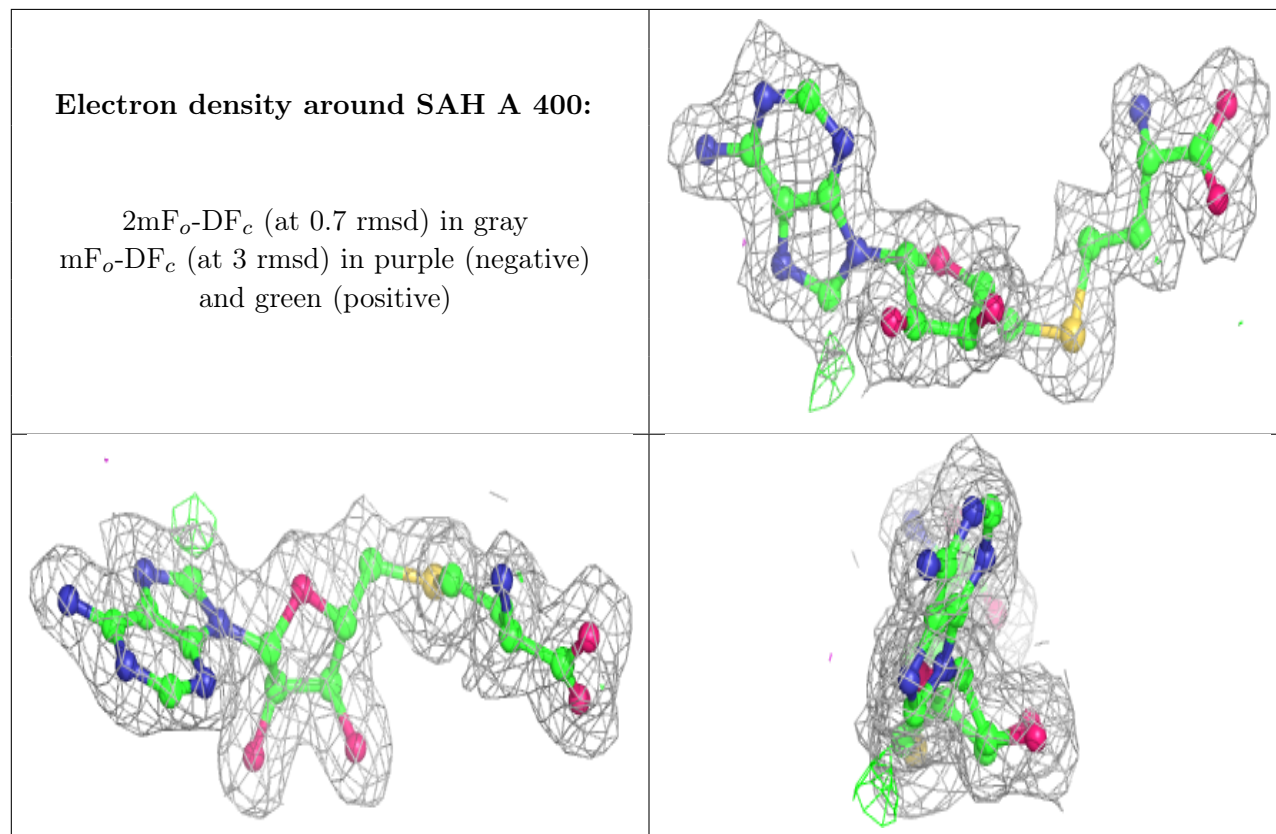 Electron density around SAH A 400:
2mFo-DFc (at 0.7 rmsd) in gray
mFo-DFc (at 3 rmsd) in purple (negative)
and green (positive)